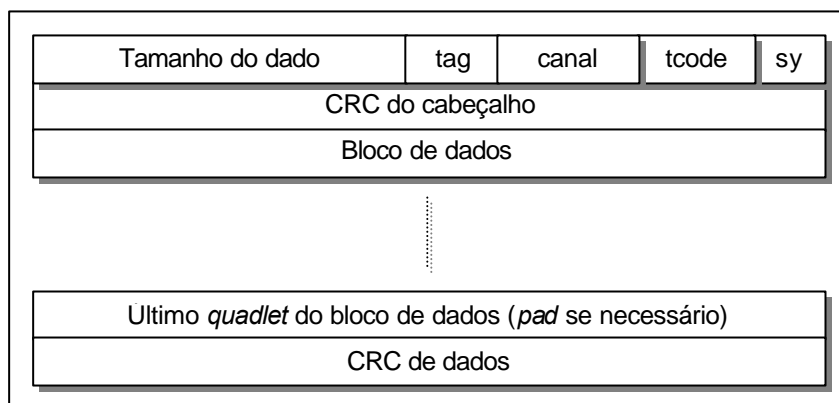 Tamanho do dado tag canal tcode sy
CRC do cabeçalho
Bloco de dados
Último quadlet do bloco de dados (pad se necessário)
CRC de dados